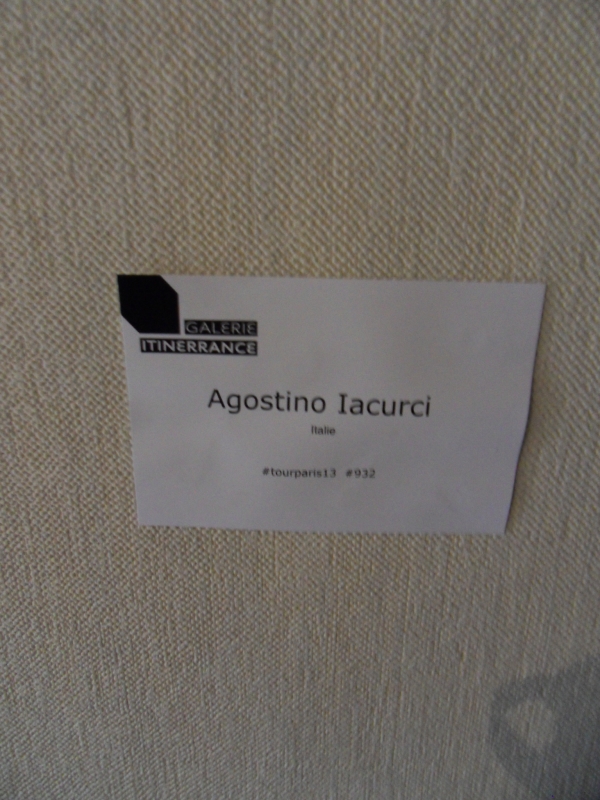 GALERIE
ITINERRANCE
Agostino Iacurci
Italie
#tourparis13 #932